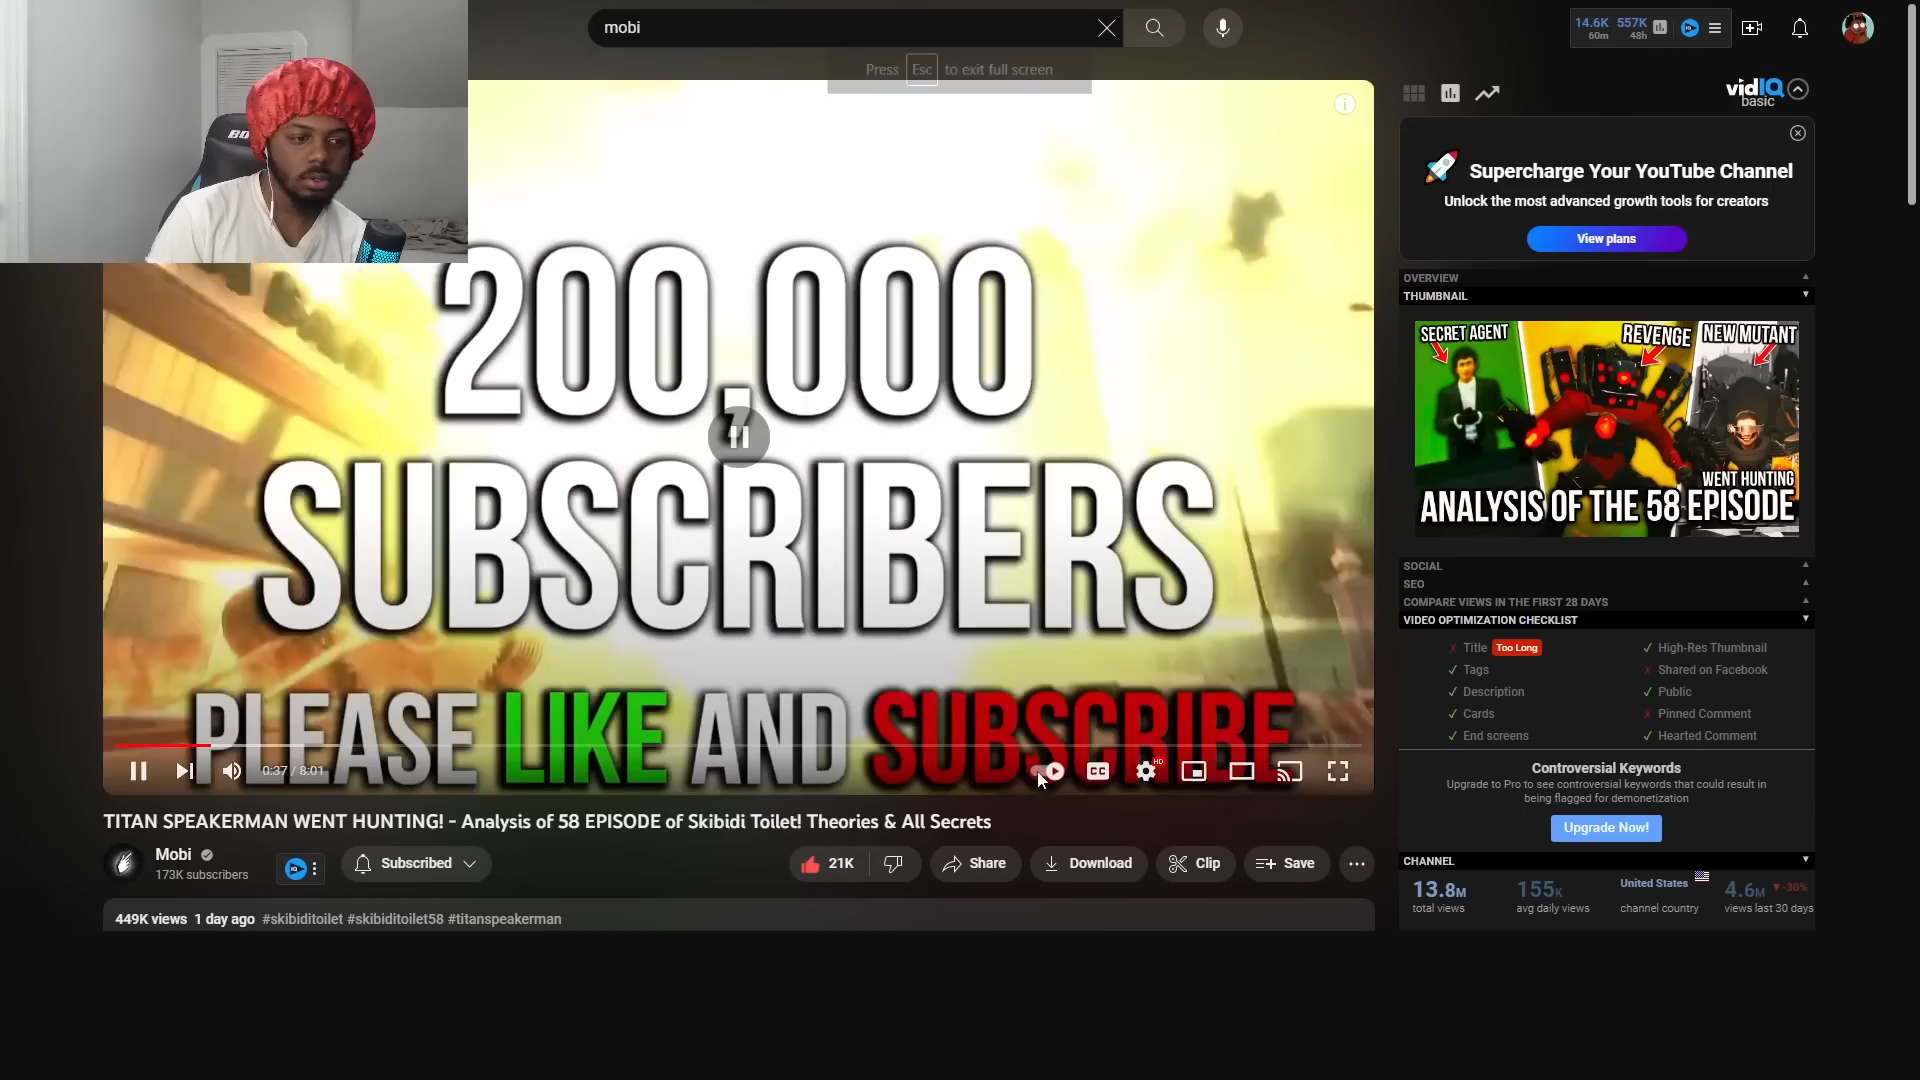 mobi
14.6K 557K
60m 48h
Press Esc to exit full screen
BO
200,000
SUBSCRIBERS
PLEASE LIKE AND SUBSCRIBE
0:37 / 8:01
CC
HD
TITAN SPEAKERMAN WENT HUNTING! - Analysis of 58 EPISODE of Skibidi Toilet! Theories & All Secrets
Mobi
173K subscribers
Subscribed
21K
Share
Download
Clip
Save
449K views 1 day ago #skibiditoilet #skibiditoilet58 #titanspeakerman
vidIQ
basic
Supercharge Your YouTube Channel
Unlock the most advanced growth tools for creators
View plans
OVERVIEW
THUMBNAIL
SECRET AGENT
REVENGE
NEW MUTANT
WENT HUNTING
ANALYSIS OF THE 58 EPISODE
SOCIAL
SEO
COMPARE VIEWS IN THE FIRST 28 DAYS
VIDEO OPTIMIZATION CHECKLIST
Title Too Long
High-Res Thumbnail
Tags
Shared on Facebook
Description
Public
Cards
Pinned Comment
End screens
Hearted Comment
Controversial Keywords
Upgrade to Pro to see controversial keywords that could result in
being flagged for demonetization
Upgrade Now!
CHANNEL
13.8M 155K United States 4.6M ▼-30%
total views avg daily views channel country views last 30 days